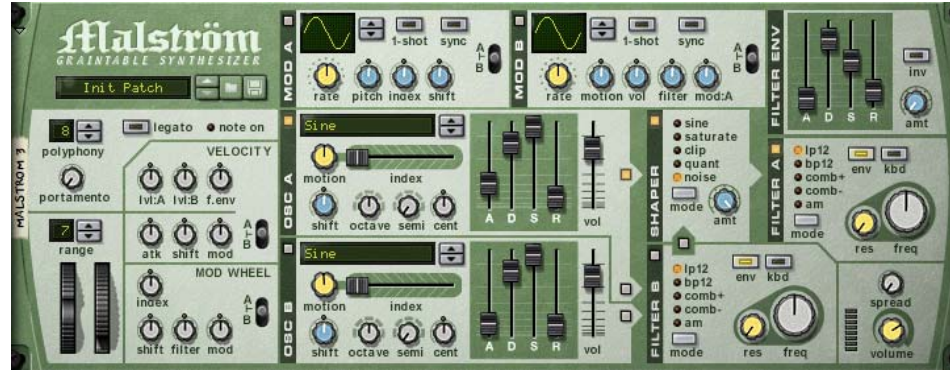 Malström
GRAINTABLE SYNTHESIZER
Init Patch
MALSTROM 3
MOD A
1-shot
sync
A
B
rate
pitch
index
shift
MOD B
1-shot
sync
A
B
rate
motion
vol
filter
mod:A
FILTER ENV
A
D
S
R
inv
amt
8
polyphony
portamento
7
range
legato
note on
VELOCITY
lvl:A
lvl:B
f.env
atk
shift
mod
A
B
MOD WHEEL
index
A
B
shift
filter
mod
OSC A
Sine
motion
index
shift
octave
semi
cent
A
D
S
R
vol
OSC B
Sine
motion
index
shift
octave
semi
cent
A
D
S
R
vol
SHAPER
sine
saturate
clip
quant
noise
mode
amt
FILTER A
lp12
bp12
comb+
comb-
am
mode
env
kbd
res
freq
FILTER B
lp12
bp12
comb+
comb-
am
mode
env
kbd
res
freq
spread
volume